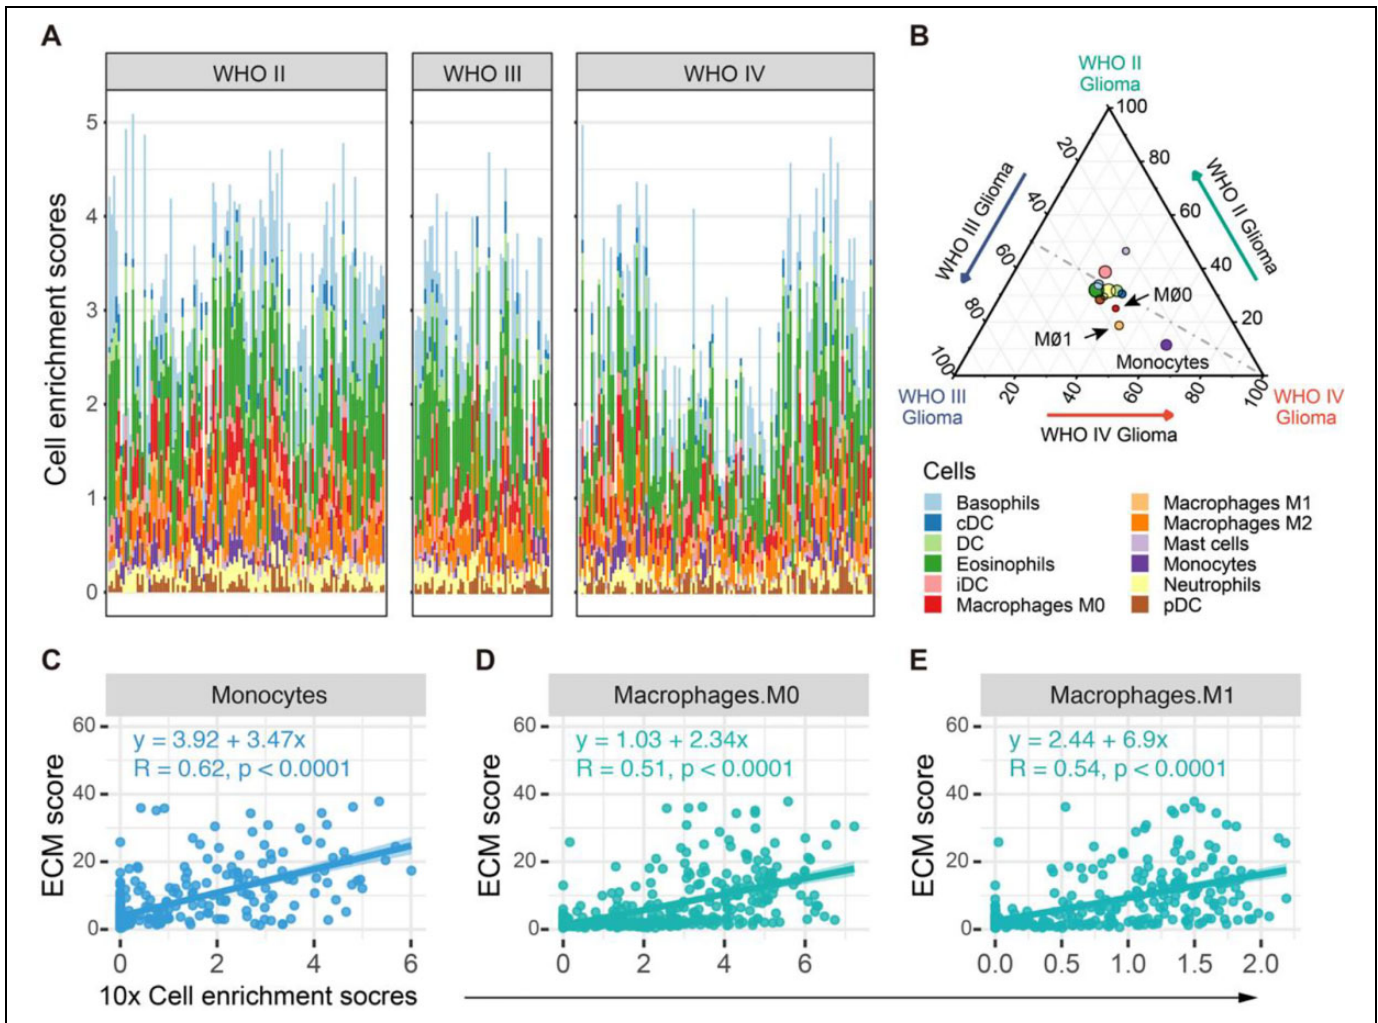 A
WHO II
WHO III
WHO IV
Cell enrichment scores
5
4
3
2
1
0
B
WHO II
Glioma
100
80
60
40
20
20
40
60
80
100
WHO III Glioma
WHO II Glioma
MØ0
MØ1
Monocytes
WHO III
Glioma
20
40
60
80
100
WHO IV
Glioma
WHO IV Glioma
Cells
Basophils
cDC
DC
Eosinophils
iDC
Macrophages M0
Macrophages M1
Macrophages M2
Mast cells
Monocytes
Neutrophils
pDC
C
Monocytes
y = 3.92 + 3.47x
R = 0.62, p < 0.0001
ECM score
60
40
20
0
0 2 4 6
10x Cell enrichment socres
D
Macrophages.M0
y = 1.03 + 2.34x
R = 0.51, p < 0.0001
ECM score
60
40
20
0
0 2 4 6
E
Macrophages.M1
y = 2.44 + 6.9x
R = 0.54, p < 0.0001
ECM score
60
40
20
0
0.0 0.5 1.0 1.5 2.0